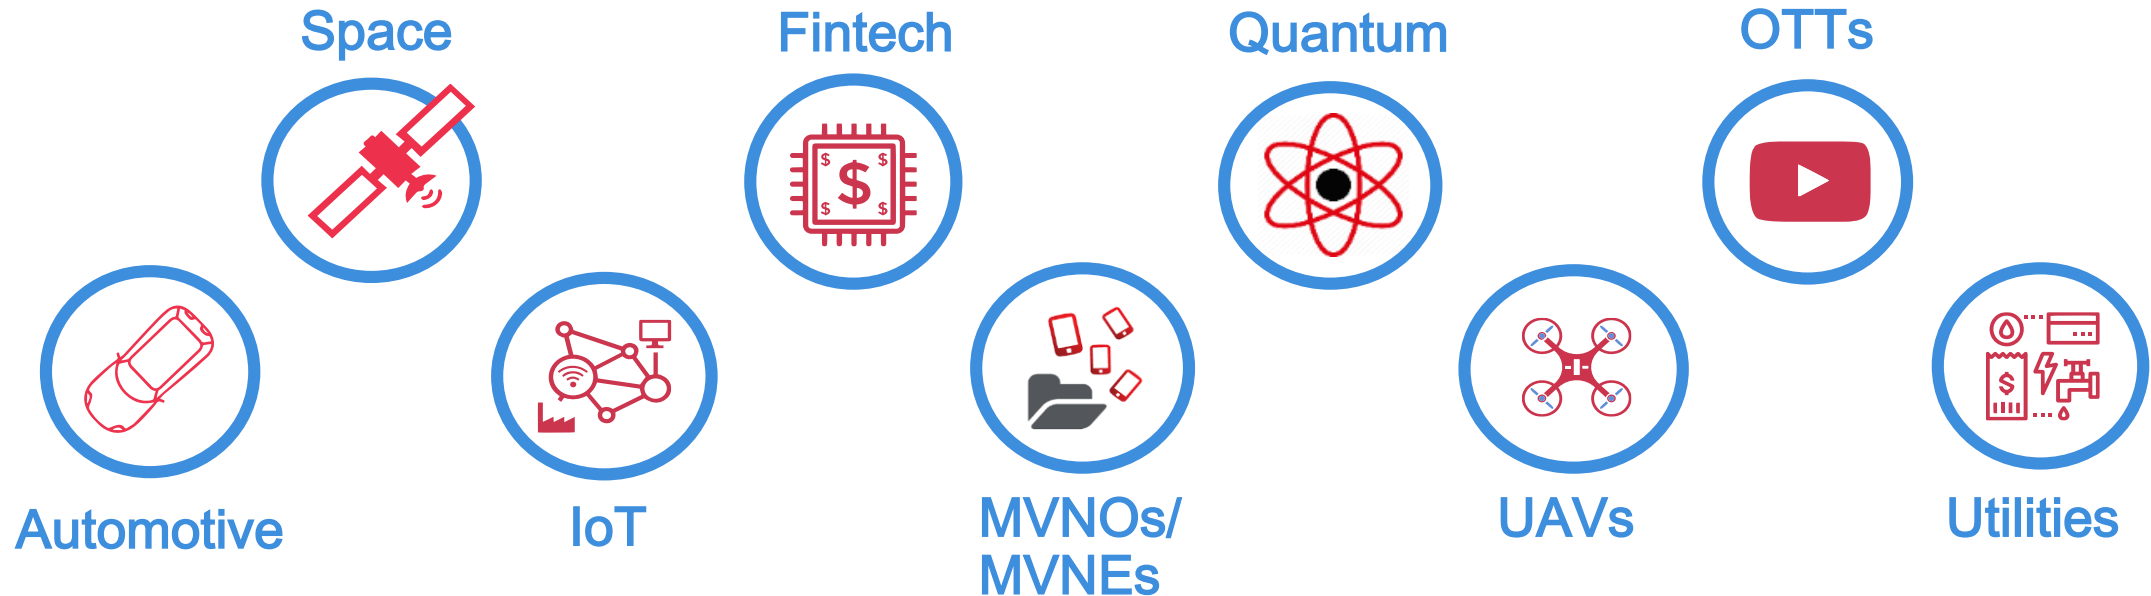 Space
Fintech
Quantum
OTTs
$ $
$
$ $
$
Automotive
IoT
MVNOs/
MVNEs
UAVs
Utilities